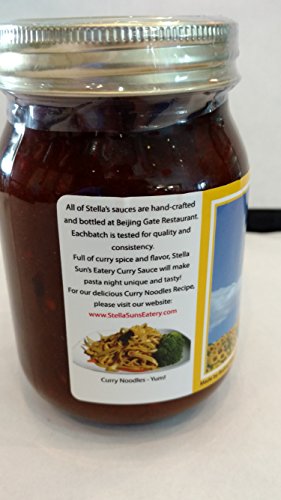 All of Stella's sauces are hand-crafted
and bottled at Beijing Gate Restaurant.
Eachbatch is tested for quality and
consistency.
Full of curry spice and flavor, Stella
Sun's Eatery Curry Sauce will make
pasta night unique and tasty!
For our delicious Curry Noodles Recipe,
please visit our website:
www.StellaSunsEatery.com
Curry Noodles - Yum!
Made by